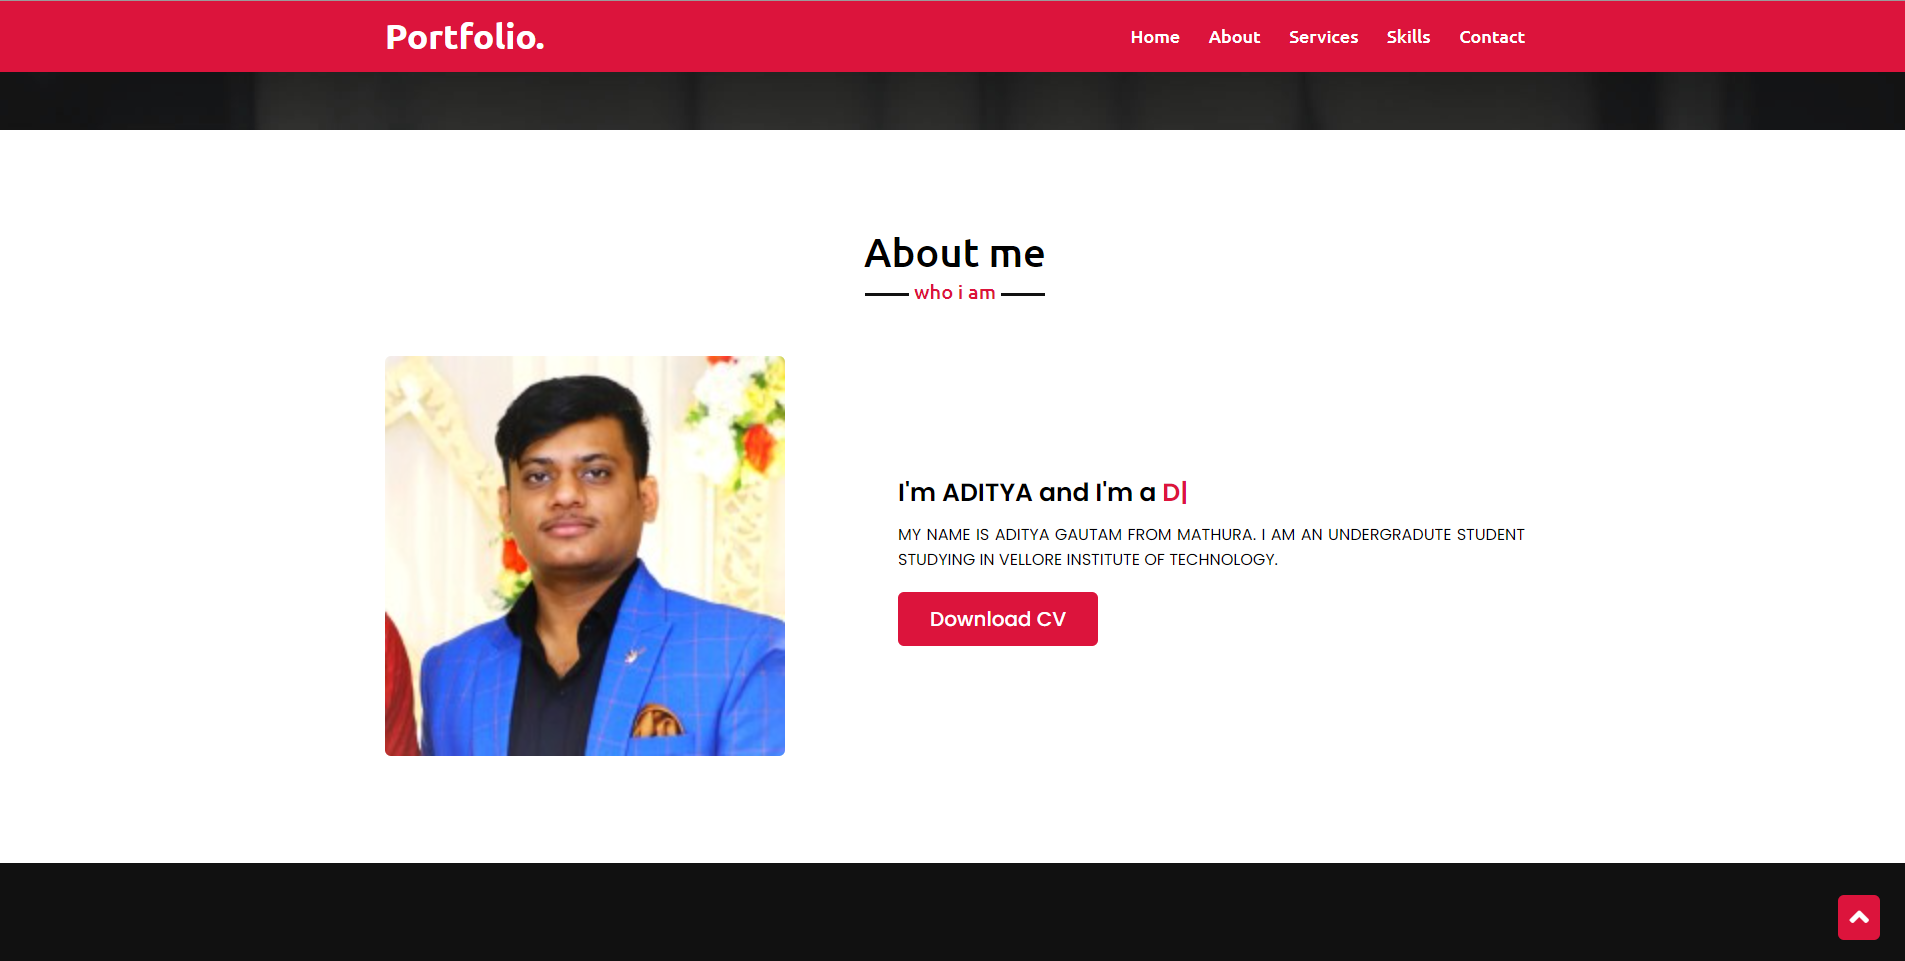 Portfolio.
Home About Services Skills Contact
About me
who i am
I'm ADITYA and I'm a D|
MY NAME IS ADITYA GAUTAM FROM MATHURA. I AM AN UNDERGRADUTE STUDENT
STUDYING IN VELLORE INSTITUTE OF TECHNOLOGY.
Download CV